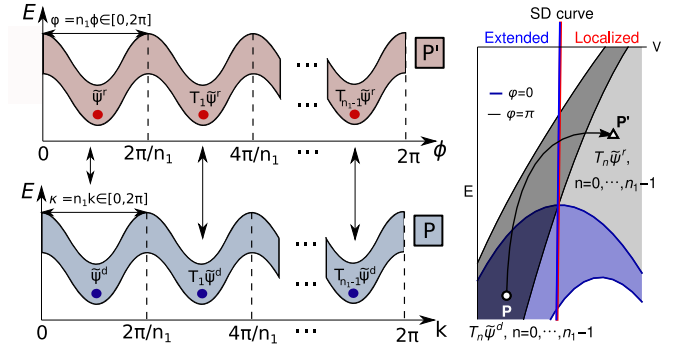 E
φ =n₁ϕ∈[0,2π]
P'
ψ̃ʳ
T₁ψ̃ʳ
...
Tₙ₁₋₁ψ̃ʳ
0
2π/n₁
4π/n₁
...
2π
ϕ
E
κ =n₁k∈[0,2π]
P
ψ̃ᵈ
T₁ψ̃ᵈ
...
Tₙ₁₋₁ψ̃ᵈ
0
2π/n₁
4π/n₁
...
2π
k
SD curve
Extended
Localized
V
φ=0
φ=π
P'
Tₙψ̃ʳ,
n=0,⋯,n₁−1
E
P
Tₙψ̃ᵈ, n=0,⋯,n₁−1